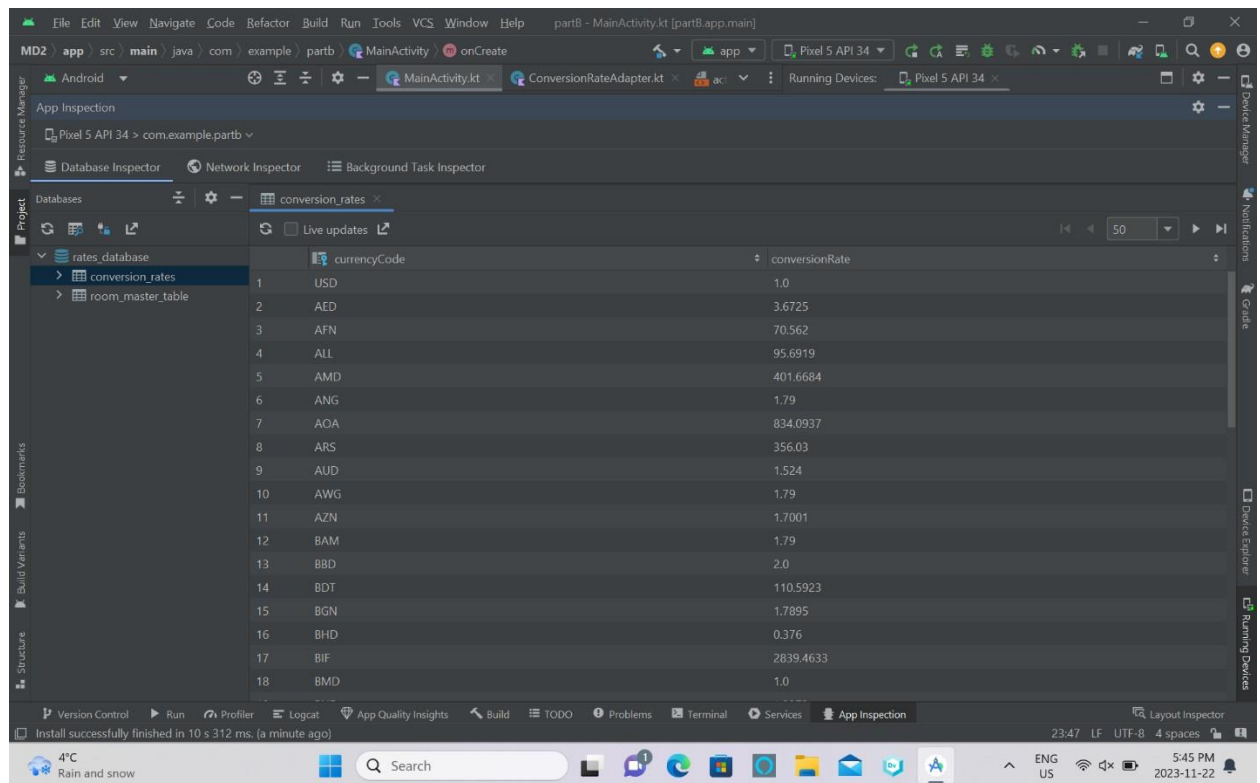 File Edit View Navigate Code Refactor Build Run Tools VCS Window Help partB - MainActivity.kt [partB.app.main]
MD2 app src main java com example partb MainActivity onCreate app Pixel 5 API 34
Android MainActivity.kt ConversionRateAdapter.kt ac Running Devices: Pixel 5 API 34
App Inspection
Pixel 5 API 34 > com.example.partb
Database Inspector Network Inspector Background Task Inspector
Databases conversion_rates
Live updates 50
rates_database currencyCode conversionRate
conversion_rates
room_master_table
1 USD 1.0
2 AED 3.6725
3 AFN 70.562
4 ALL 95.6919
5 AMD 401.6684
6 ANG 1.79
7 AOA 834.0937
8 ARS 356.03
9 AUD 1.524
10 AWG 1.79
11 AZN 1.7001
12 BAM 1.79
13 BBD 2.0
14 BDT 110.5923
15 BGN 1.7895
16 BHD 0.376
17 BIF 2839.4633
18 BMD 1.0
Resource Manager
Project
Bookmarks
Build Variants
Structure
Device Manager
Notifications
Gradle
Device Explorer
Running Devices
Version Control Run Profiler Logcat App Quality Insights Build TODO Problems Terminal Services App Inspection Layout Inspector
Install successfully finished in 10 s 312 ms. (a minute ago) 23:47 LF UTF-8 4 spaces
4°C
Rain and snow
Search
ENG
US
5:45 PM
2023-11-22